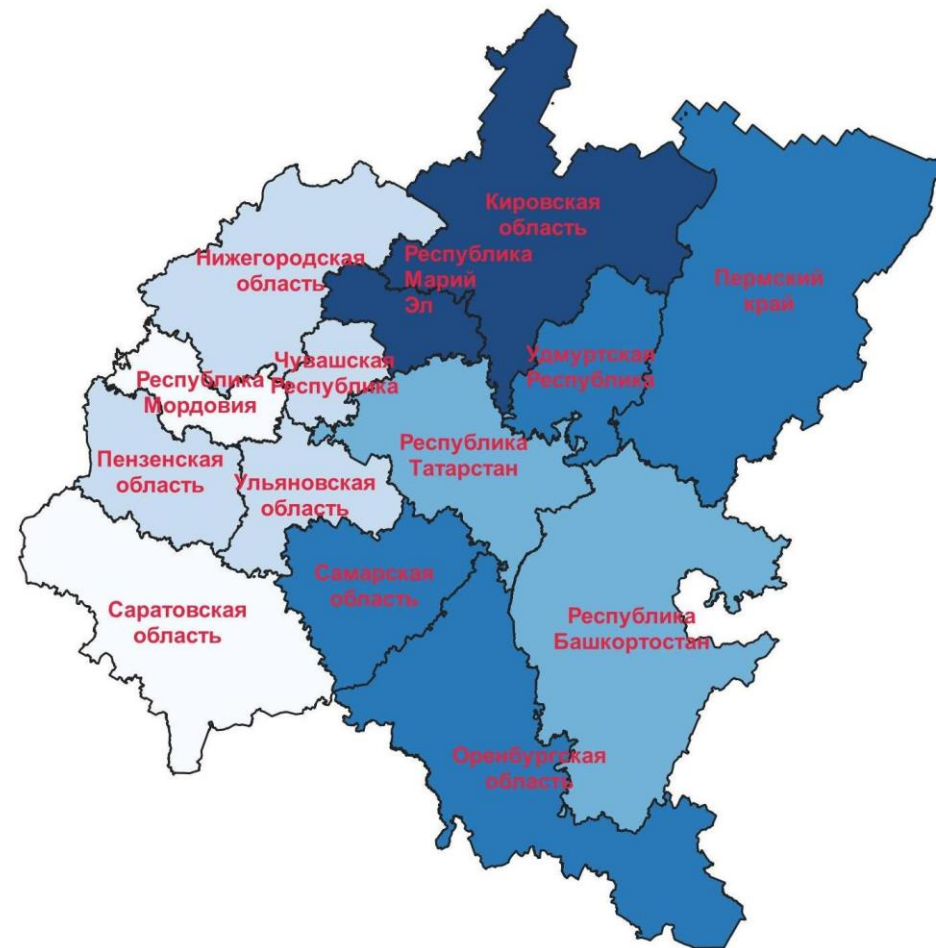 Кировская
область
Республика
Марий
Эл
Нижегородская
область
Пермский
край
Чувашская
Республика
Удмуртская
Республика
Республика
Мордовия
Республика
Татарстан
Пензенская
область
Ульяновская
область
Самарская
область
Саратовская
область
Республика
Башкортостан
Оренбургская
область